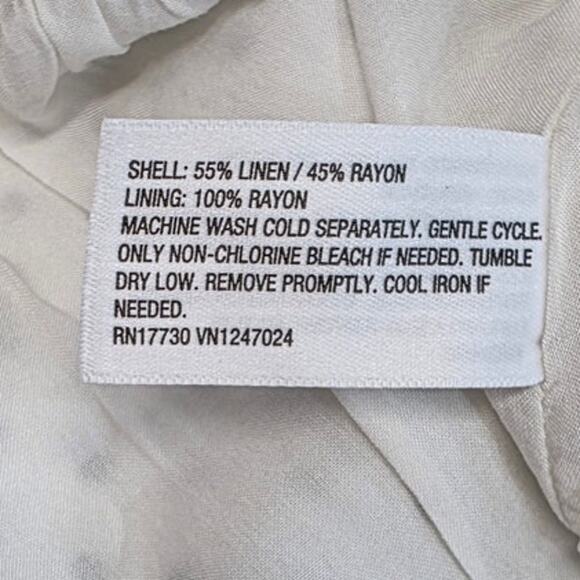 SHELL: 55% LINEN / 45% RAYON
LINING: 100% RAYON
MACHINE WASH COLD SEPARATELY. GENTLE CYCLE.
ONLY NON-CHLORINE BLEACH IF NEEDED. TUMBLE
DRY LOW. REMOVE PROMPTLY. COOL IRON IF
NEEDED.
RN17730 VN1247024